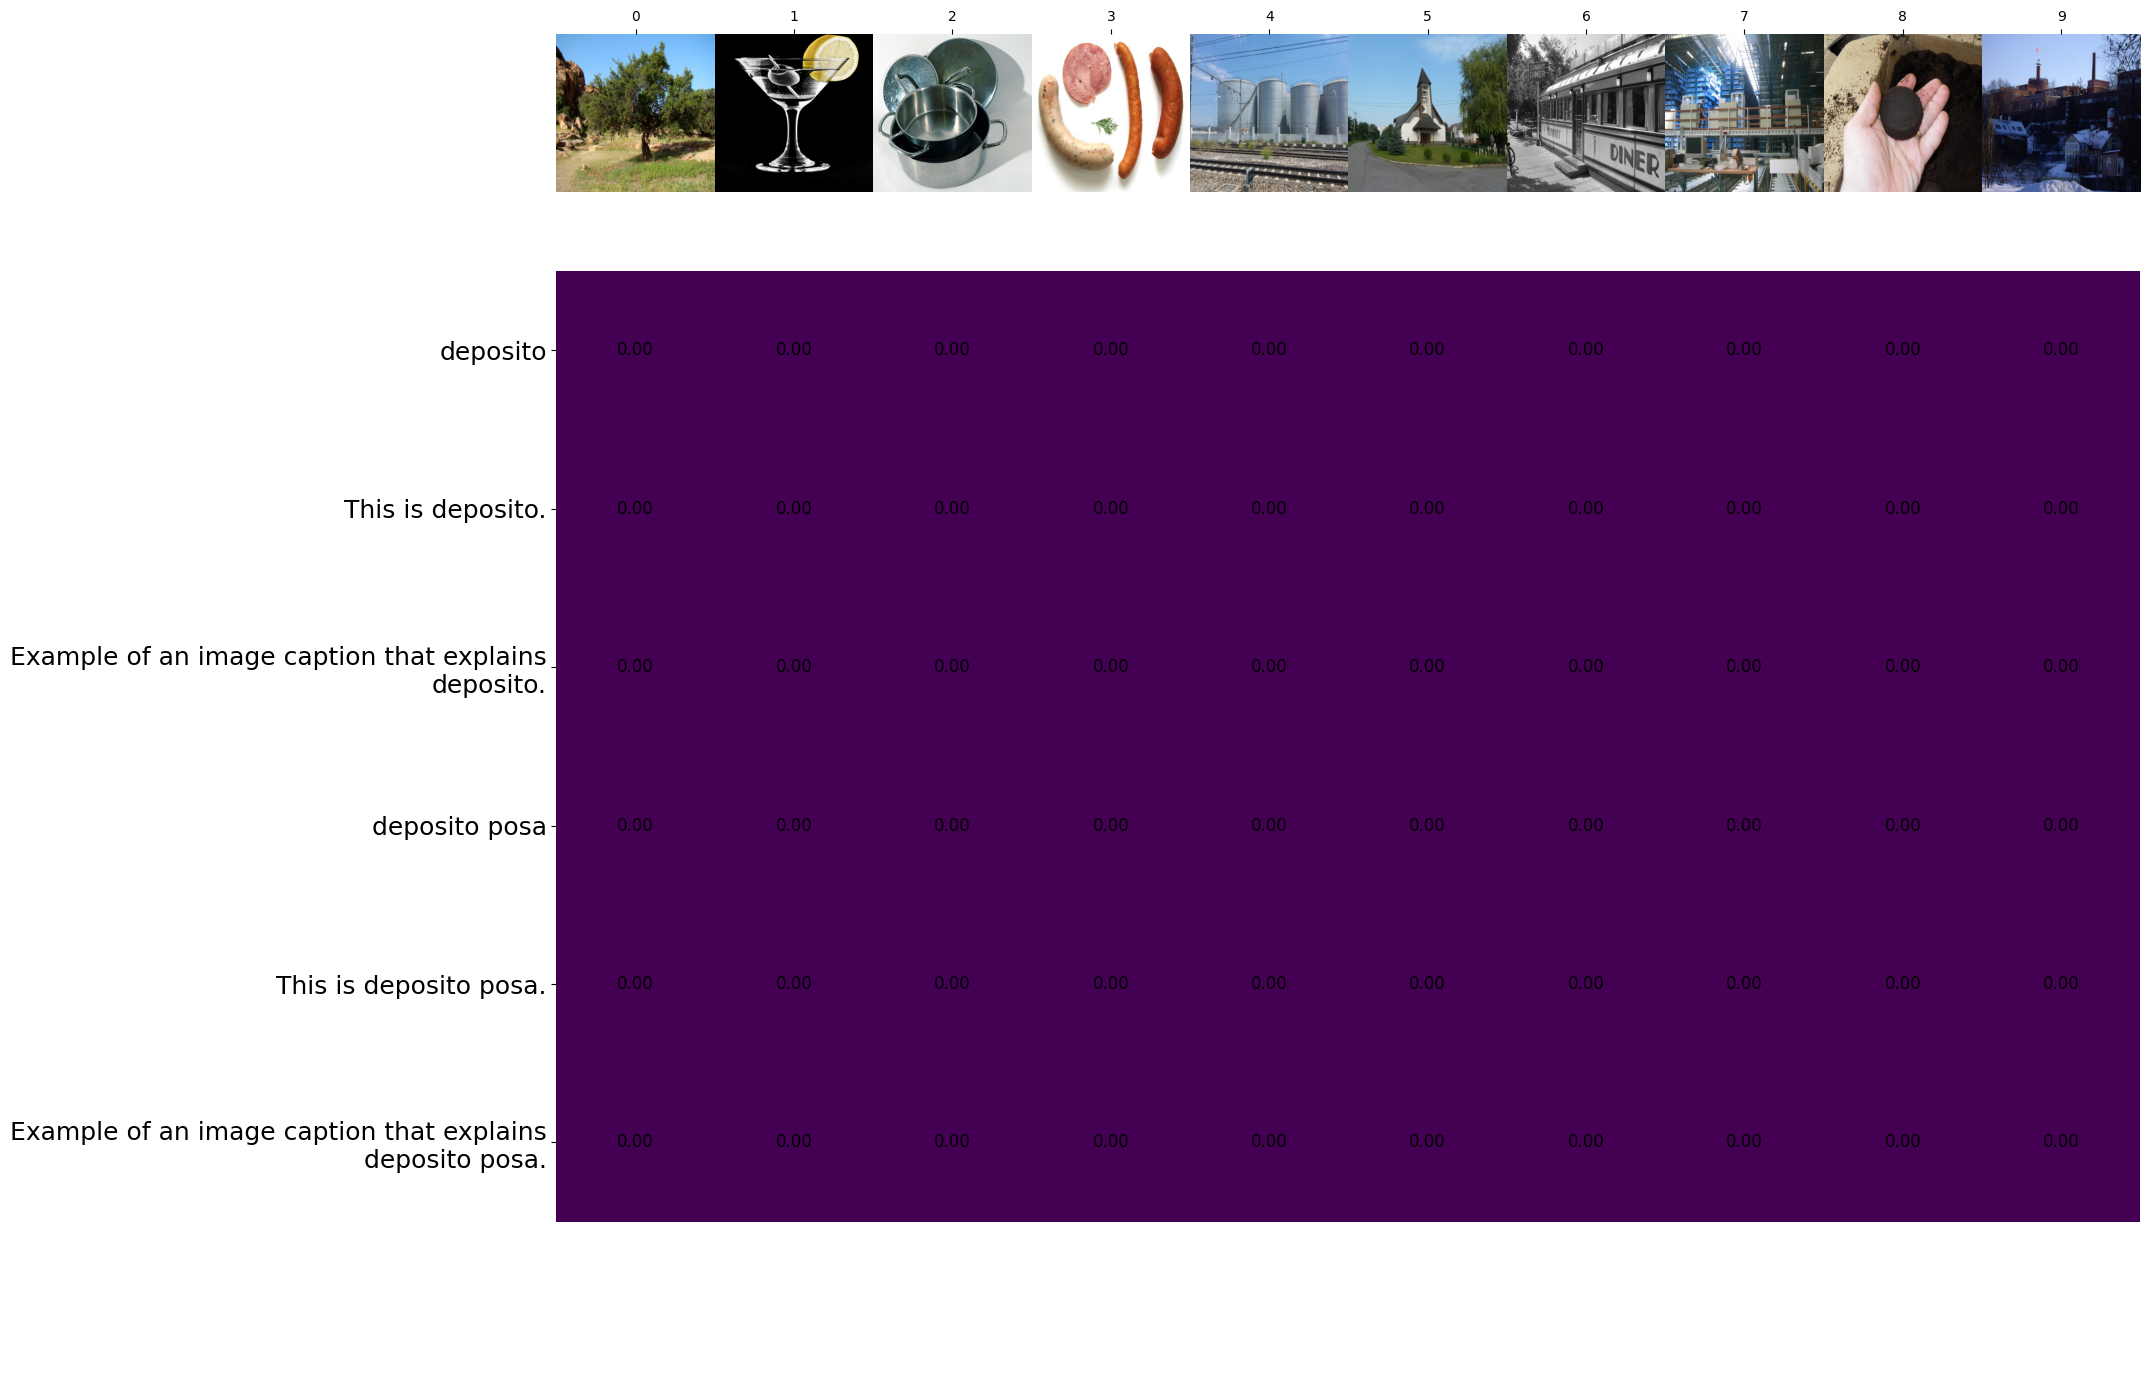 0 1 2 3 4 5 6 7 8 9
DINER
deposito 0.00 0.00 0.00 0.00 0.00 0.00 0.00 0.00 0.00 0.00
This is deposito. 0.00 0.00 0.00 0.00 0.00 0.00 0.00 0.00 0.00 0.00
Example of an image caption that explains
deposito. 0.00 0.00 0.00 0.00 0.00 0.00 0.00 0.00 0.00 0.00
deposito posa 0.00 0.00 0.00 0.00 0.00 0.00 0.00 0.00 0.00 0.00
This is deposito posa. 0.00 0.00 0.00 0.00 0.00 0.00 0.00 0.00 0.00 0.00
Example of an image caption that explains
deposito posa. 0.00 0.00 0.00 0.00 0.00 0.00 0.00 0.00 0.00 0.00